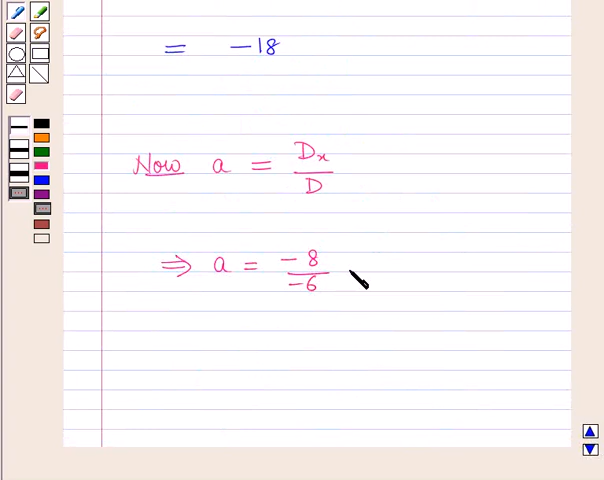 = -18
Now a = Dx/D
⇒ a = -8/-6